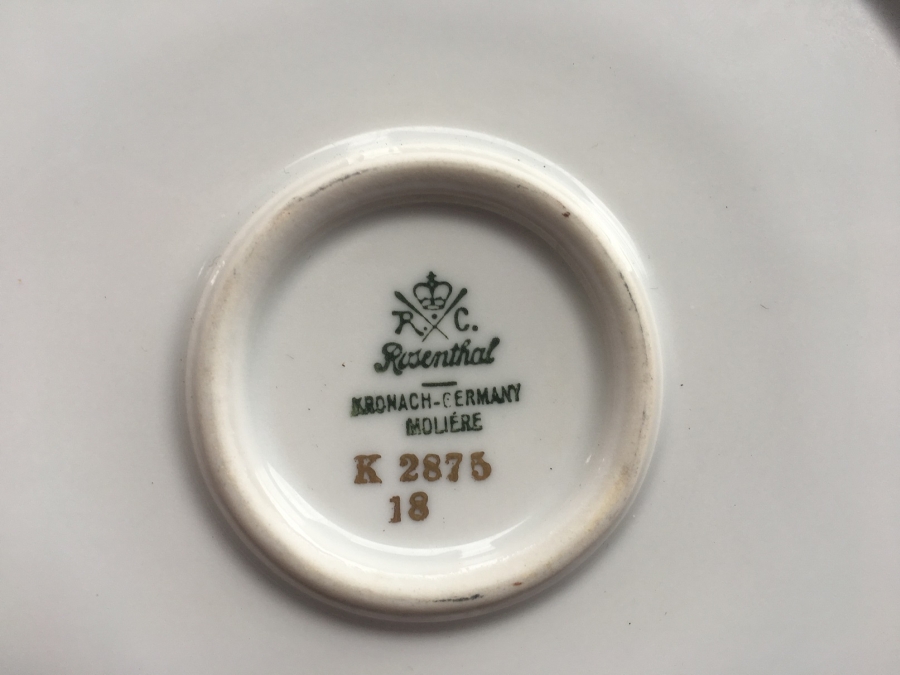 R. C.
Rosenthal
KRONACH-GERMANY
MOLIÉRE
K 2875
18